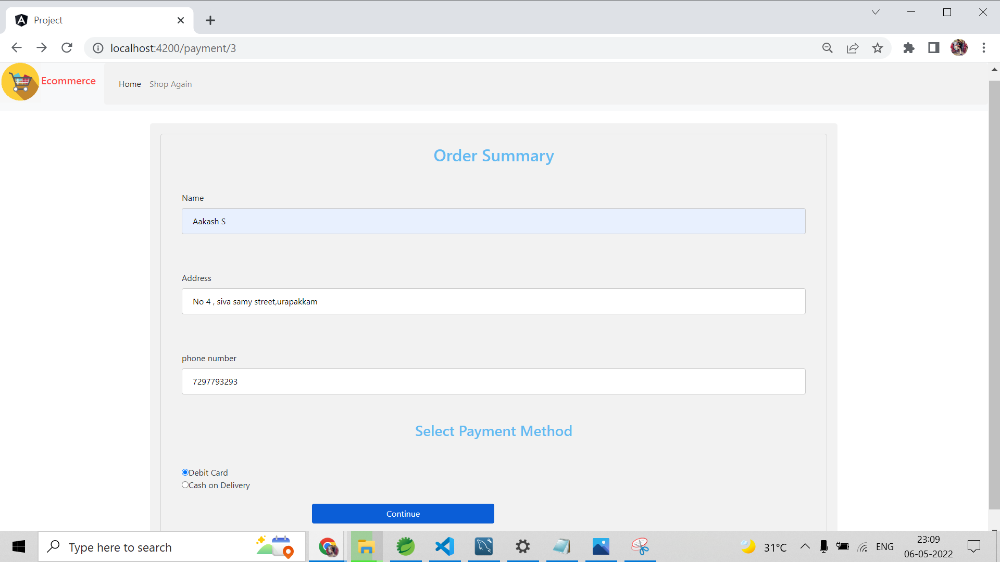 Project
localhost:4200/payment/3
Ecommerce
Home Shop Again
Order Summary
Name
Aakash S
Address
No 4 , siva samy street,urapakkam
phone number
7297793293
Select Payment Method
Debit Card
Cash on Delivery
Continue
Type here to search
31°C
ENG
23:09
06-05-2022